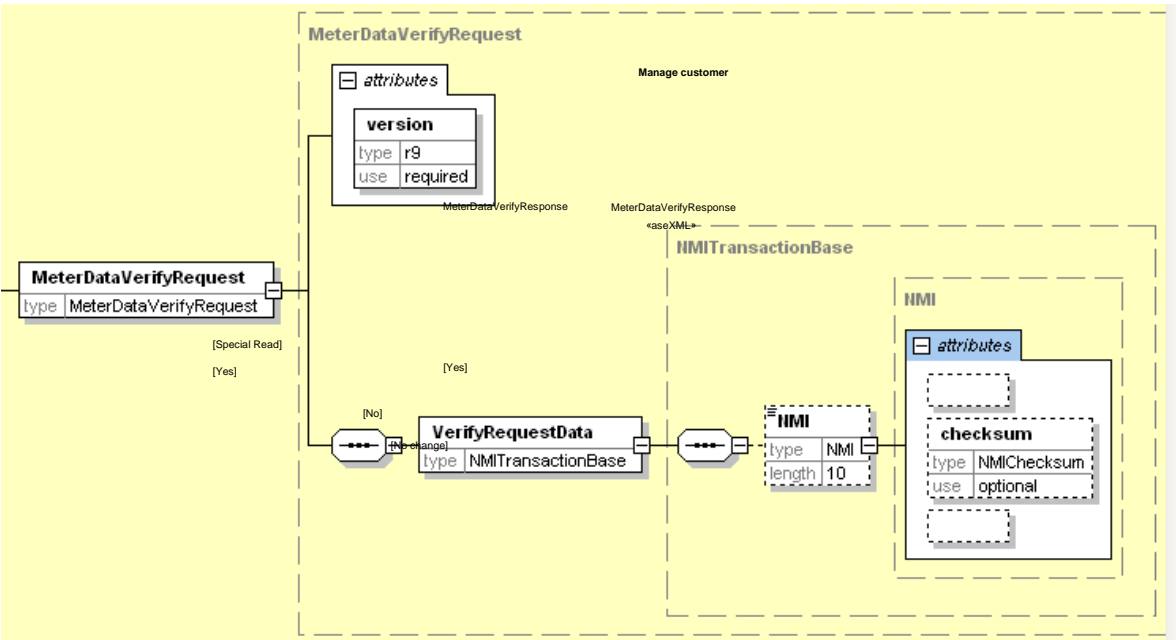 MeterDataVerifyRequest
Manage customer
attributes
version
type r9
use required
MeterDataVerifyResponse MeterDataVerifyResponse
«aseXML»
NMITransactionBase
MeterDataVerifyRequest
type MeterDataVerifyRequest
NMI
attributes
[Special Read]
[Yes]
[Yes]
[No]
[No change]
VerifyRequestData
type NMITransactionBase
NMI
type NMI
length 10
checksum
type NMIChecksum
use optional